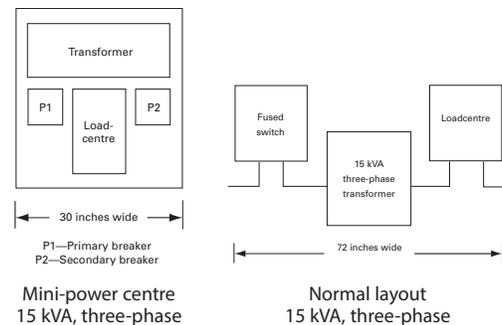 Transformer
P1
Load-
centre
P2
30 inches wide
P1—Primary breaker
P2—Secondary breaker
Mini-power centre
15 kVA, three-phase
Fused
switch
15 kVA
three-phase
transformer
Loadcentre
72 inches wide
Normal layout
15 kVA, three-phase